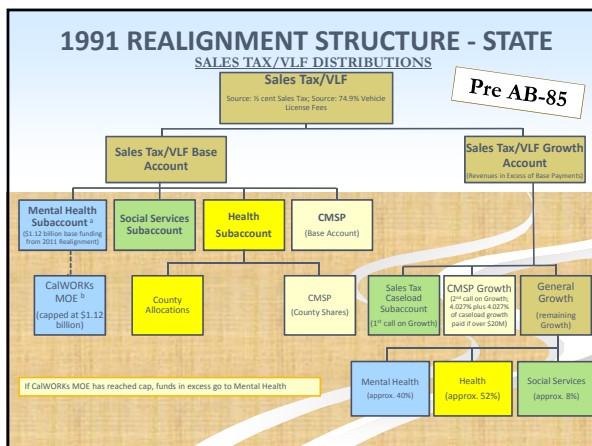 1991 REALIGNMENT STRUCTURE - STATE
SALES TAX/VLF DISTRIBUTIONS
Pre AB-85
Sales Tax/VLF
Source: ½ cent Sales Tax; Source: 74.9% Vehicle
License Fees
Sales Tax/VLF Base
Account
Sales Tax/VLF Growth
Account
(Revenues in Excess of Base Payments)
Mental Health
Subaccount a
($1.12 billion base funding
from 2011 Realignment)
Social Services
Subaccount
Health
Subaccount
CMSP
(Base Account)
CalWORKs
MOE b
(capped at $1.12
billion)
County
Allocations
CMSP
(County Shares)
Sales Tax
Caseload
Subaccount
(1st call on Growth)
CMSP Growth
(2nd call on Growth;
4.027% plus 4.027%
of caseload growth
paid if over $20M)
General
Growth
(remaining
Growth)
If CalWORKs MOE has reached cap, funds in excess go to Mental Health
Mental Health
(approx. 40%)
Health
(approx. 52%)
Social Services
(approx. 8%)